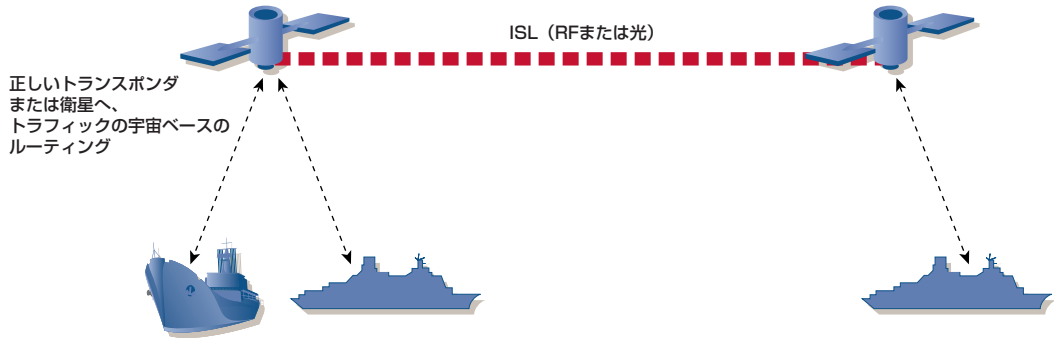 ISL（RFまたは光）
正しいトランスポンダ
または衛星へ、
トラフィックの宇宙ベースの
ルーティング